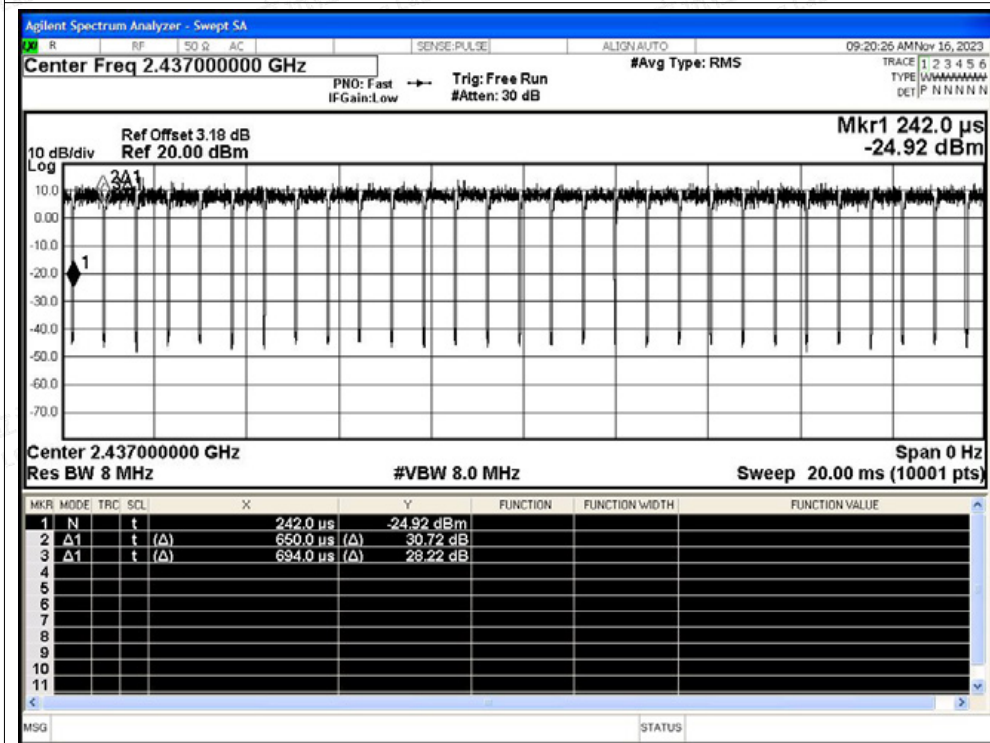 Agilent Spectrum Analyzer - Swept SA
R RF 50 Ω AC SENSE:PULSE ALIGN AUTO 09:20:26 AM Nov 16, 2023
Center Freq 2.437000000 GHz #Avg Type: RMS TRACE 1 2 3 4 5 6
PNO: Fast Trig: Free Run TYPE
IFGain:Low #Atten: 30 dB DET P N N N N N
Mkr1 242.0 µs
-24.92 dBm
Ref Offset 3.18 dB
10 dB/div Ref 20.00 dBm
Log
2Δ1
10.0
0.00
-10.0
1
-20.0
-30.0
-40.0
-50.0
-60.0
-70.0
Center 2.437000000 GHz Span 0 Hz
Res BW 8 MHz #VBW 8.0 MHz Sweep 20.00 ms (10001 pts)
MKR MODE TRC SCL X Y FUNCTION FUNCTION WIDTH FUNCTION VALUE
1 N t 242.0 µs -24.92 dBm
2 Δ1 t (Δ) 650.0 µs (Δ) 30.72 dB
3 Δ1 t (Δ) 694.0 µs (Δ) 28.22 dB
4
5
6
7
8
9
10
11
MSG STATUS